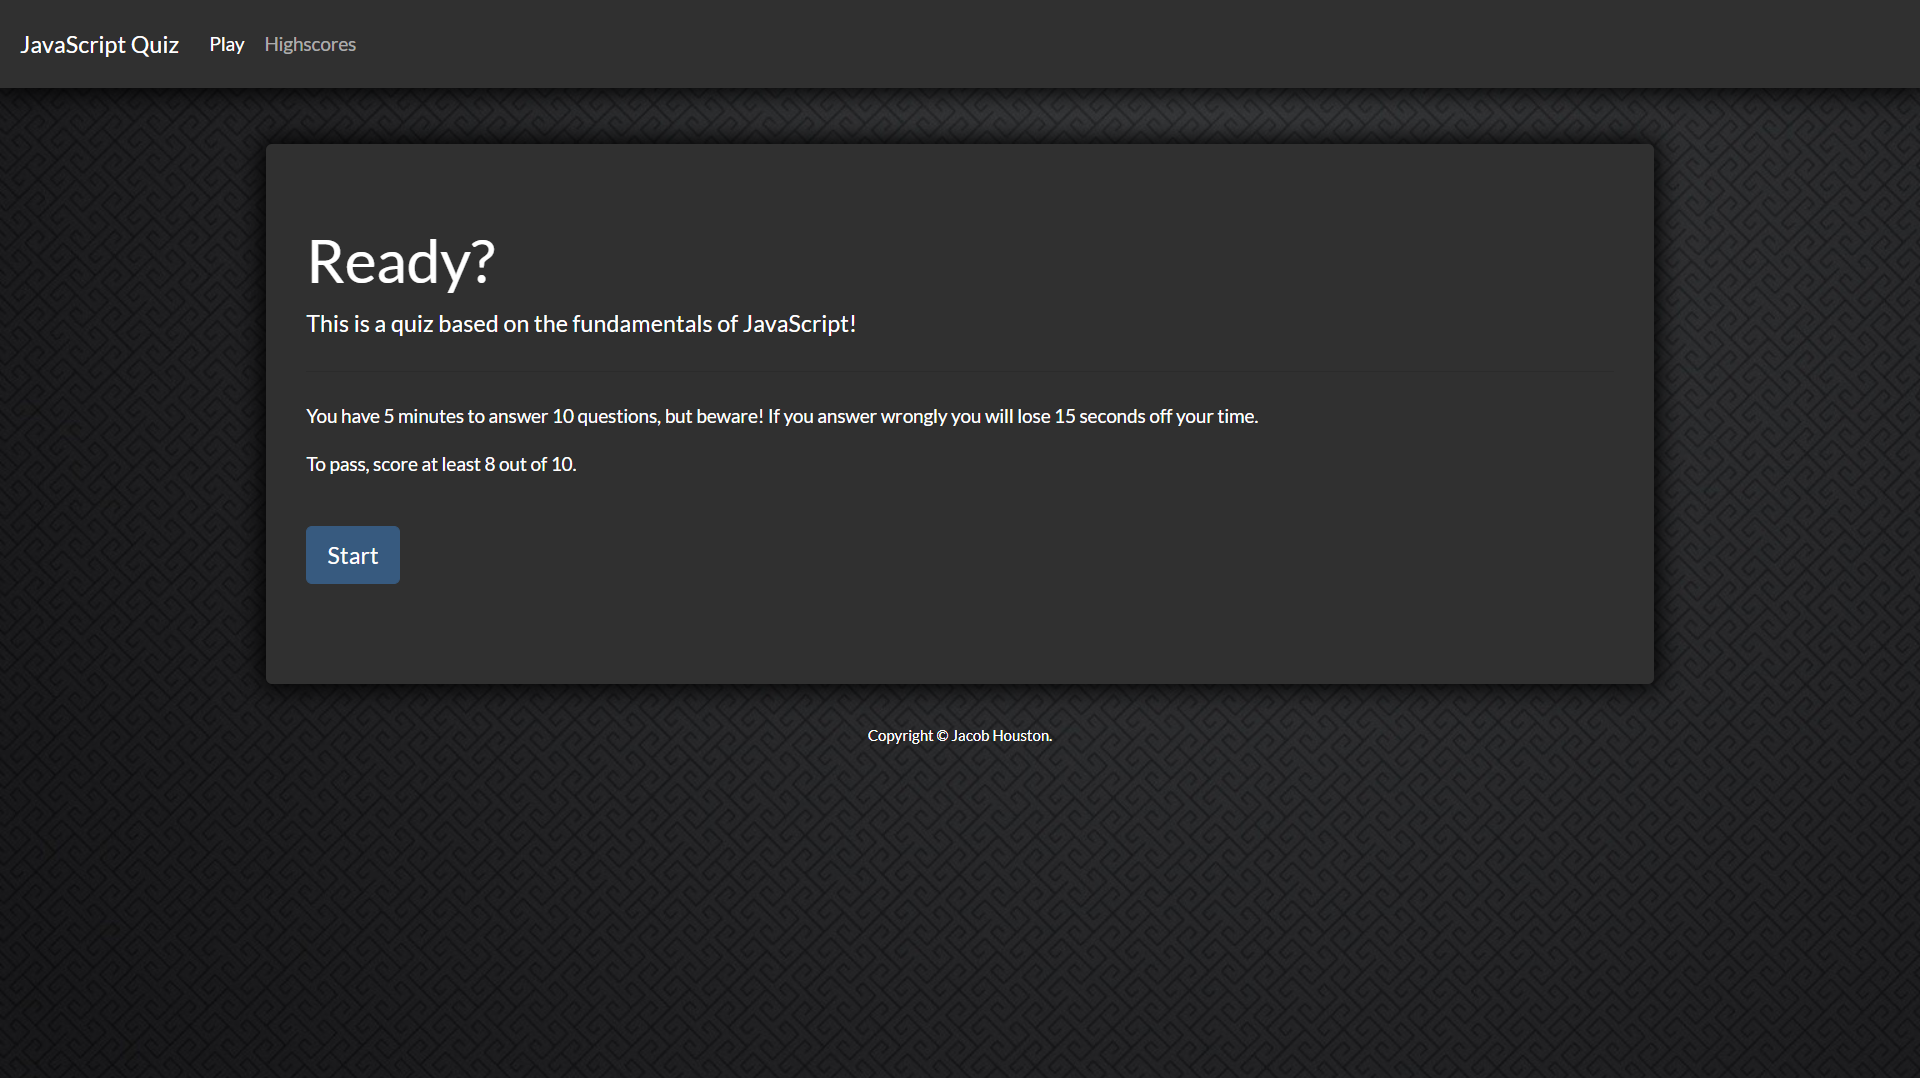 JavaScript Quiz Play Highscores
Ready?
This is a quiz based on the fundamentals of JavaScript!
You have 5 minutes to answer 10 questions, but beware! If you answer wrongly you will lose 15 seconds off your time.
To pass, score at least 8 out of 10.
Start
Copyright © Jacob Houston.